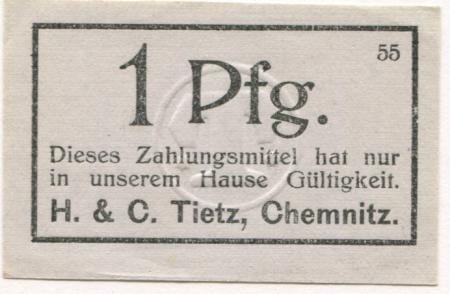 55
1 Pfg.
Dieses Zahlungsmittel hat nur
in unserem Hause Gültigkeit.
H. & C. Tietz, Chemnitz.